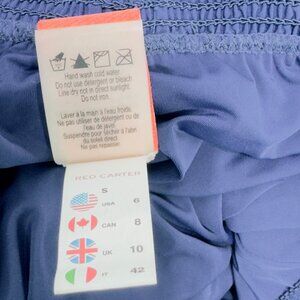 Hand wash cold water.
Do not use detergent or bleach
Line dry not in direct sunlight.
Do not iron.
Laver à la main a l'eau froide.
Ne pas utiliser de détergent ou
de l'eau de javel.
Suspendre pour sécher à l'abri
du soleil direct
Ne pas repasser.
RED CARTER
S
USA 6
CAN 8
UK 10
IT 42